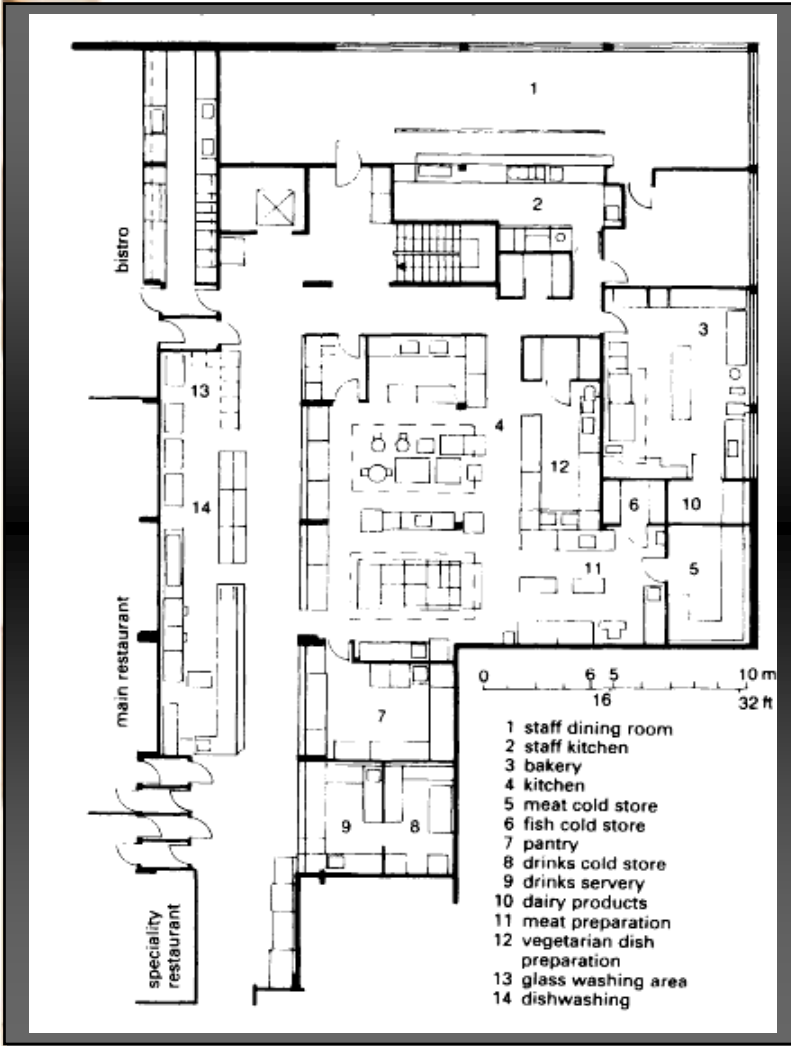 1
2
bistro
3
13
4
12
14
6
10
11
5
main restaurant
0
6 5
10 m
16
32 ft
7
9
8
speciality
restaurant
1 staff dining room
2 staff kitchen
3 bakery
4 kitchen
5 meat cold store
6 fish cold store
7 pantry
8 drinks cold store
9 drinks servery
10 dairy products
11 meat preparation
12 vegetarian dish
preparation
13 glass washing area
14 dishwashing